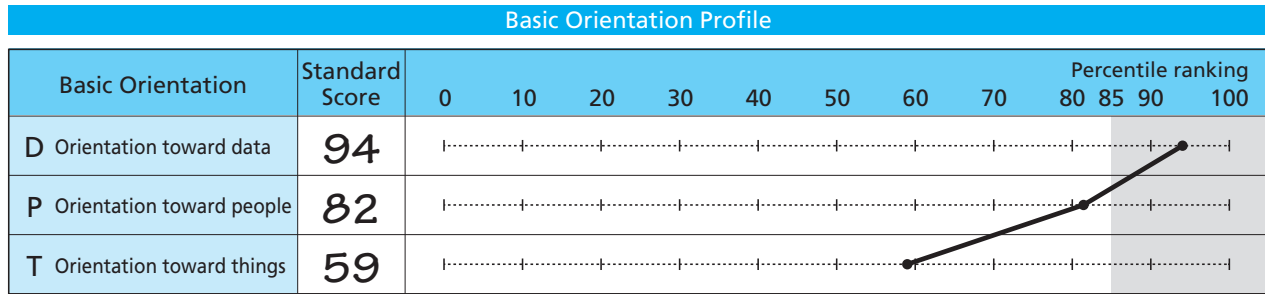 Basic Orientation Profile
Basic Orientation
Standard
Score
Percentile ranking
0 10 20 30 40 50 60 70 80 85 90 100
D Orientation toward data 94
P Orientation toward people 82
T Orientation toward things 59